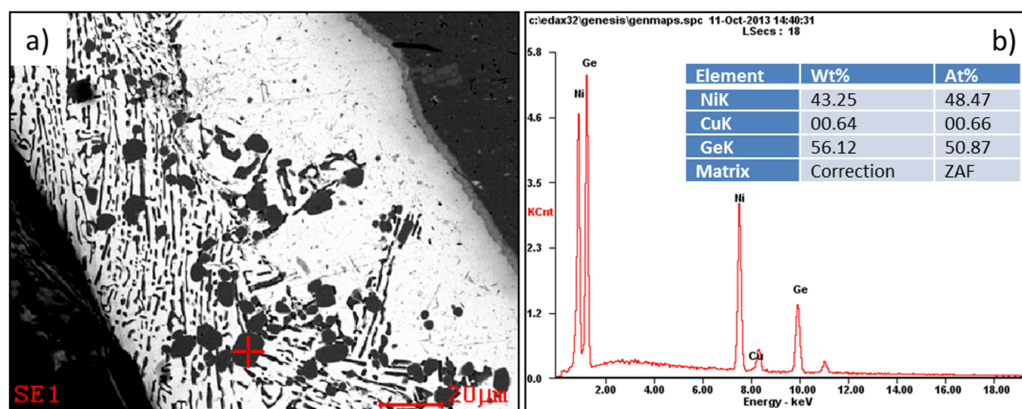 a)
SE1
20μm
c:\edax32\genesis\genmaps.spc 11-Oct-2013 14:40:31
LSecs : 18
b)
5.8
4.6
3.5
KCnt
2.3
1.2
0.0
Ge
Ni
Ni
Cu
Ge
Element Wt% At%
NiK 43.25 48.47
CuK 00.64 00.66
GeK 56.12 50.87
Matrix Correction ZAF
2.00 4.00 6.00 8.00 10.00 12.00 14.00 16.00 18.00
Energy - keV